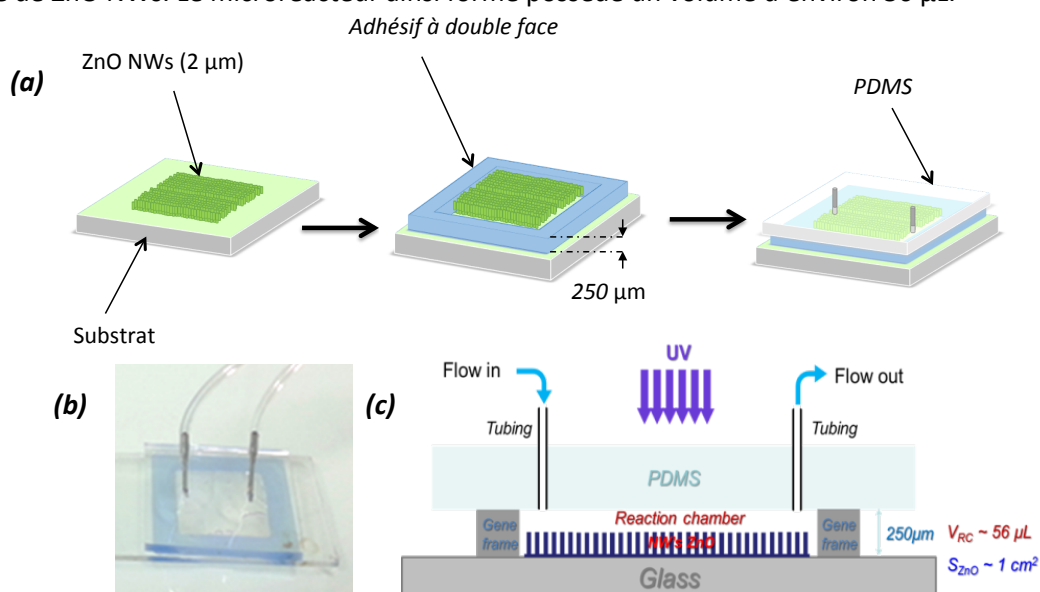 de ZnO NWs. Le microréacteur ainsi formé possède un volume d'environ 56 µL.
Adhésif à double face
ZnO NWs (2 µm)
(a)
PDMS
250 µm
Substrat
(b)
(c)
UV
Flow in
Flow out
Tubing
Tubing
PDMS
Reaction chamber
Gene
frame
NWs ZnO
Gene
frame
250µm
V_RC ~ 56 µL
S_ZnO ~ 1 cm²
Glass